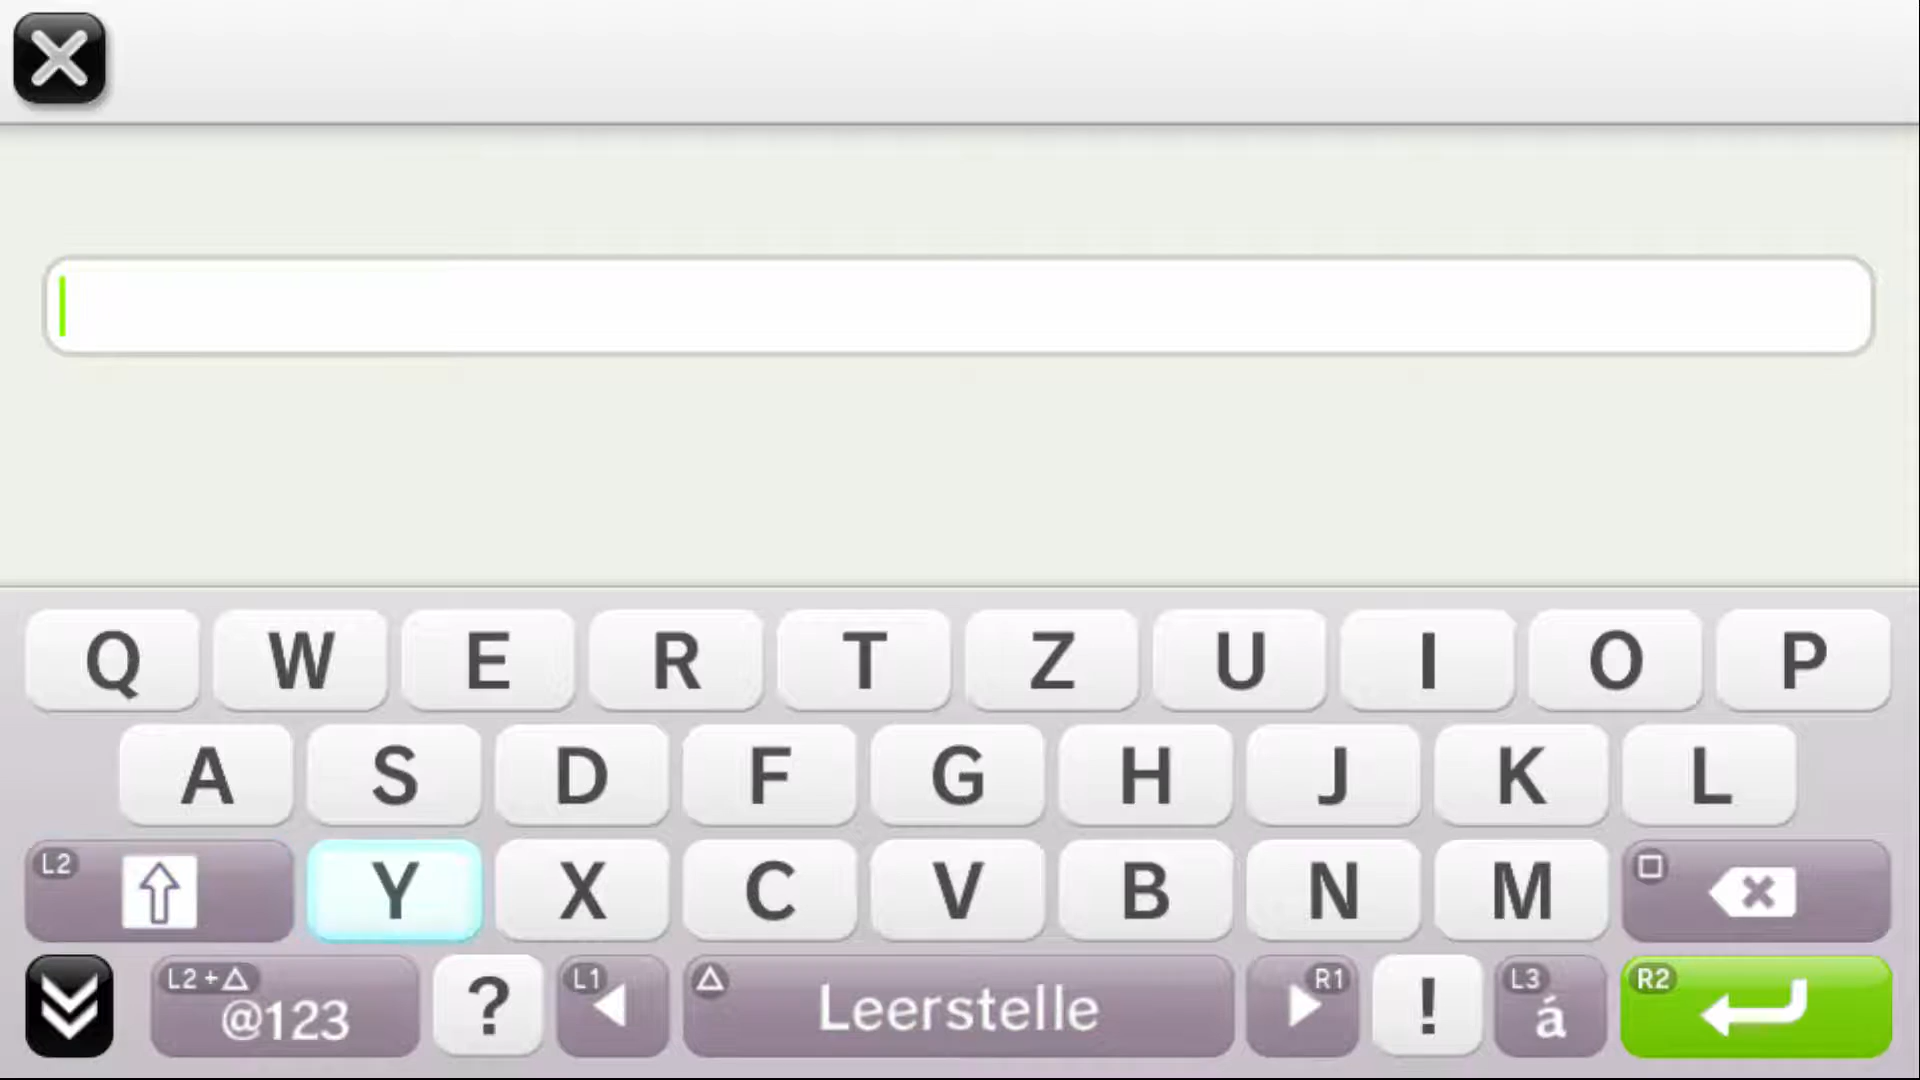 Q W E R T Z U I O P
A S D F G H J K L
L2 Y X C V B N M
L2 + △ @123 ? L1 △ Leerstelle R1 ! L3 á R2